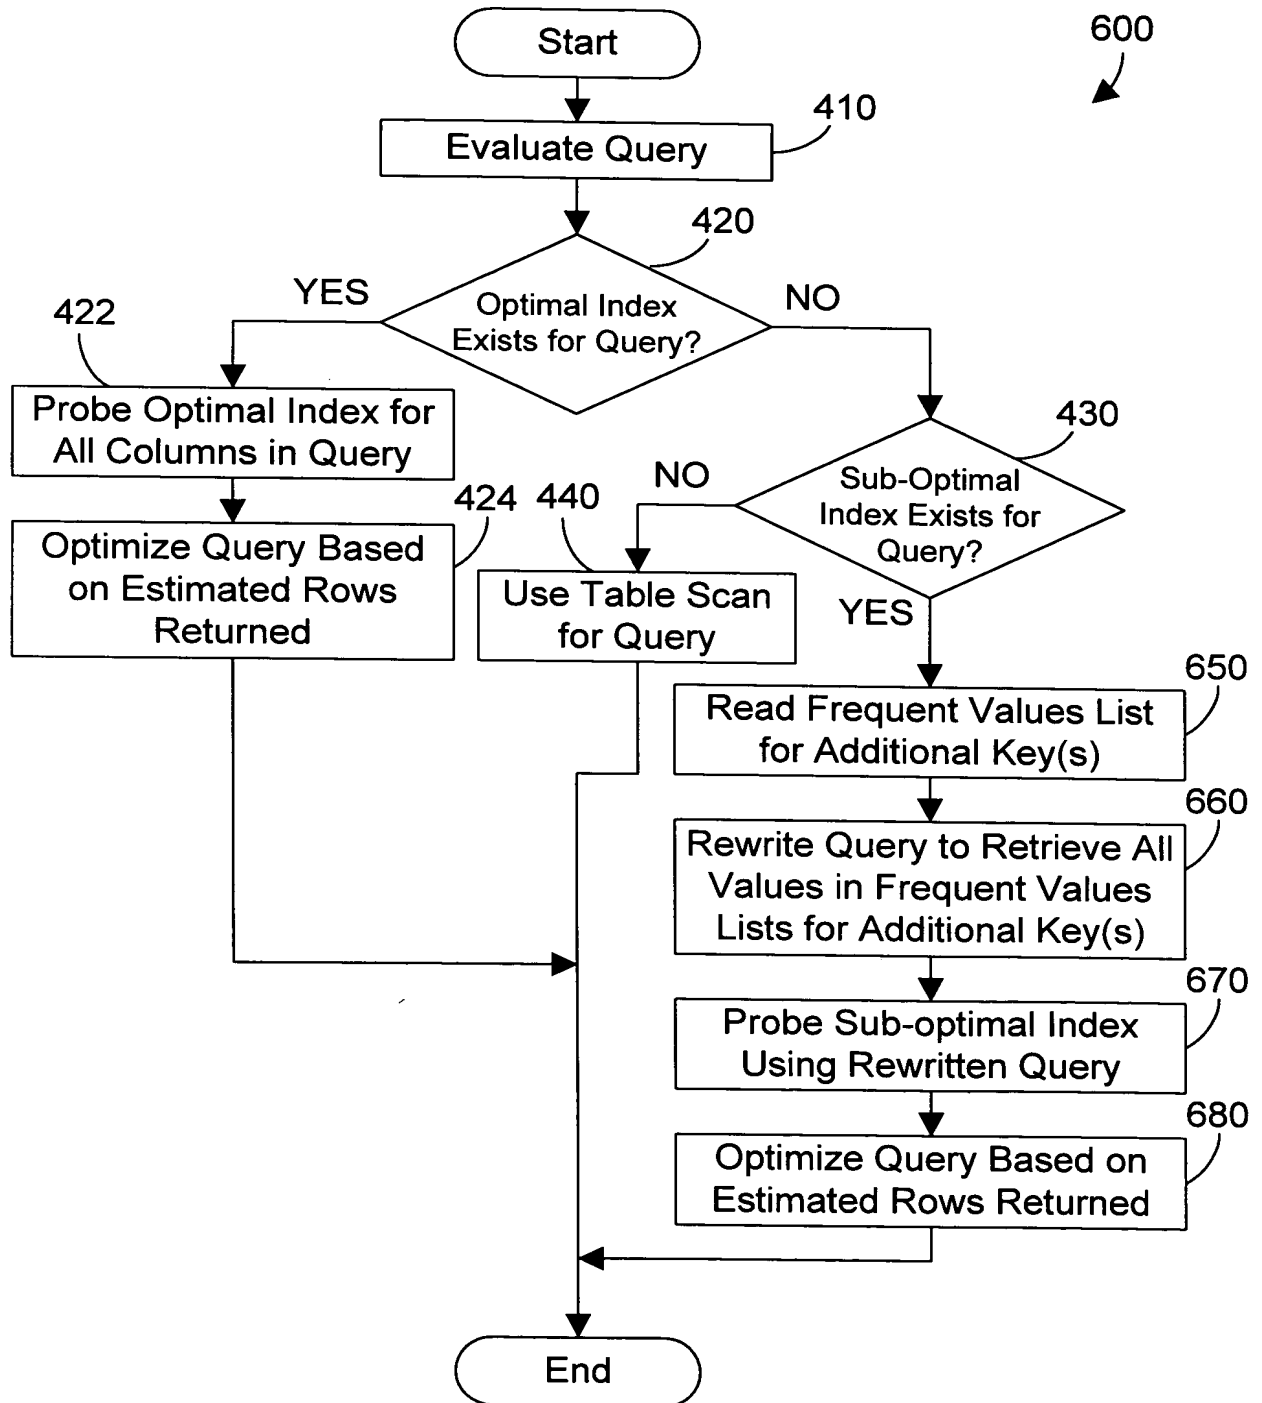 Start
600
410
Evaluate Query
420
YES
Optimal Index
Exists for Query?
NO
422
Probe Optimal Index for
All Columns in Query
430
Sub-Optimal
Index Exists for
Query?
NO
YES
424
Optimize Query Based
on Estimated Rows
Returned
440
Use Table Scan
for Query
650
Read Frequent Values List
for Additional Key(s)
660
Rewrite Query to Retrieve All
Values in Frequent Values
Lists for Additional Key(s)
670
Probe Sub-optimal Index
Using Rewritten Query
680
Optimize Query Based on
Estimated Rows Returned
End